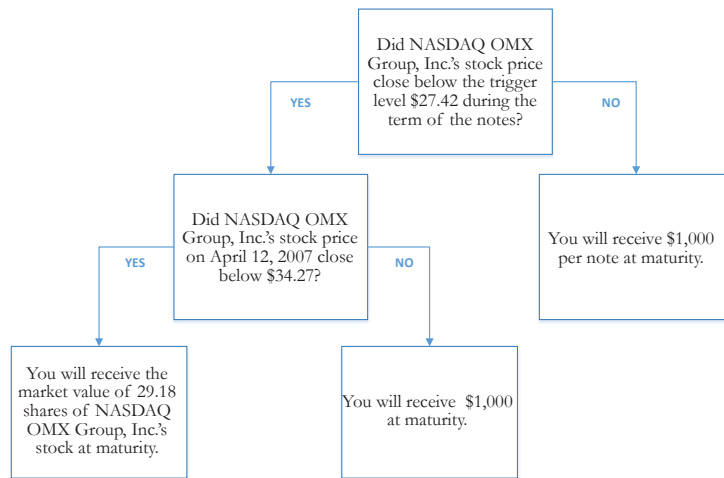 Did NASDAQ OMX
Group, Inc.'s stock price
close below the trigger
level $27.42 during the
term of the notes?
YES
NO
Did NASDAQ OMX
Group, Inc.'s stock price
on April 12, 2007 close
below $34.27?
You will receive $1,000
per note at maturity.
YES
NO
You will receive the
market value of 29.18
shares of NASDAQ
OMX Group, Inc.'s
stock at maturity.
You will receive $1,000
at maturity.